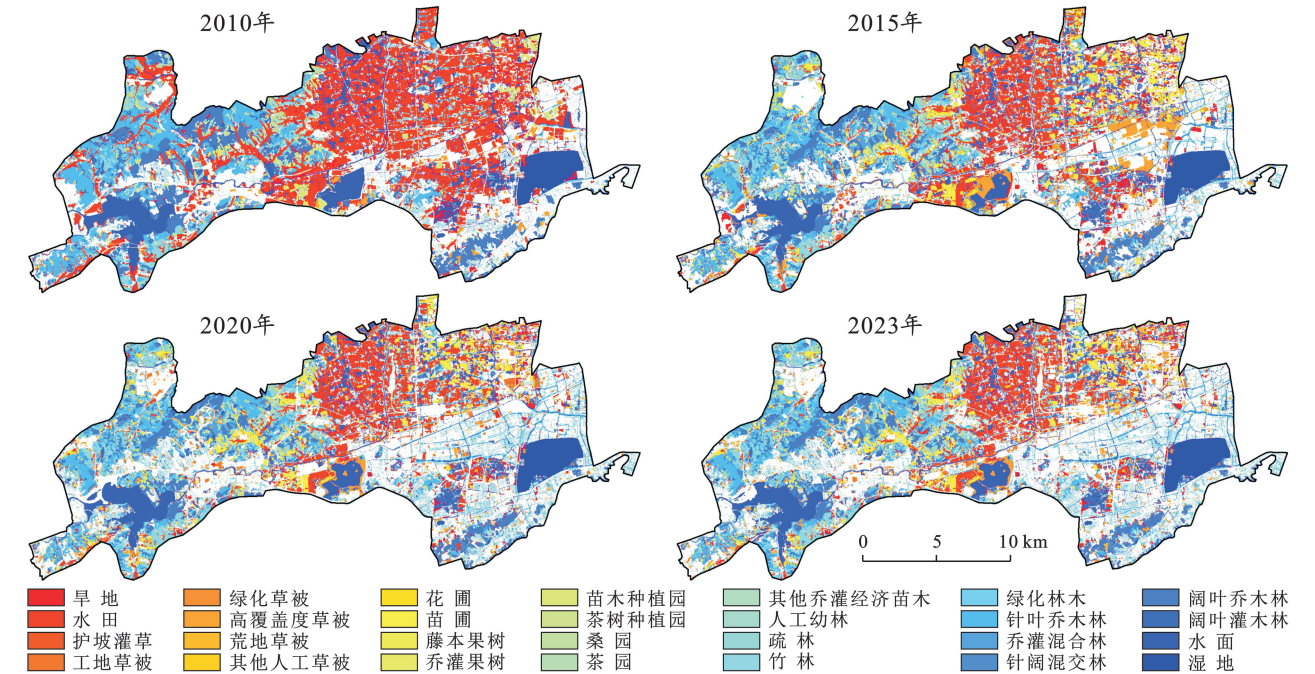 2010年
2015年
2020年
2023年
0 5 10 km
旱地 绿化草被 花圃 苗木种植园 其他乔灌经济苗木 绿化林木 阔叶乔木林
水田 高覆盖度草被 苗圃 茶树种植园 人工幼林 针叶乔木林 阔叶灌木林
护坡灌草 荒地草被 藤本果树 桑园 疏林 乔灌混合林 水面
工地草被 其他人工草被 乔灌果树 茶园 竹林 针阔混交林 湿地